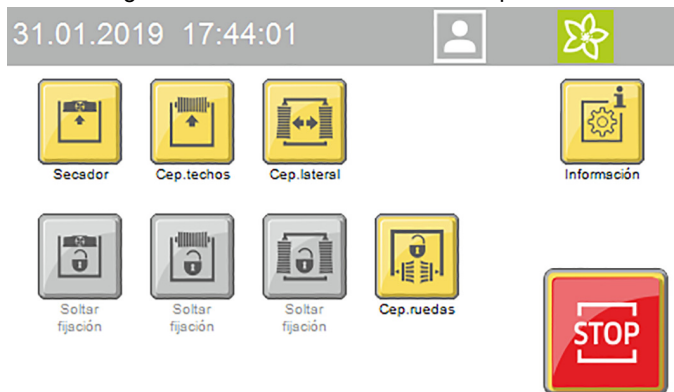 31.01.2019 17:44:01
Secador
Cep.techos
Cep.lateral
i
Información
Soltar
fijación
Soltar
fijación
Soltar
fijación
Cep.ruedas
STOP